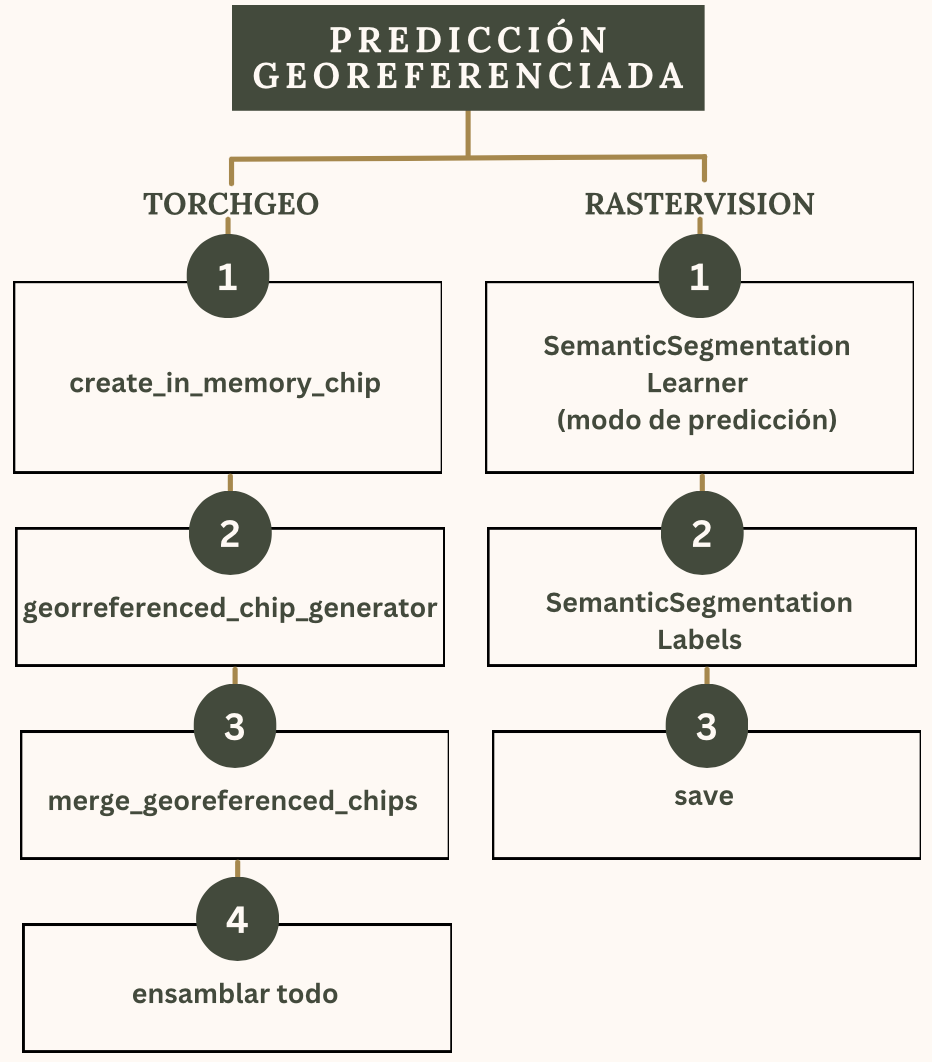 PREDICCIÓN
GEOREFERENCIADA
TORCHGEO
1
create_in_memory_chip
2
georreferenced_chip_generator
3
merge_georeferenced_chips
4
ensamblar todo
RASTERVISION
1
SemanticSegmentation
Learner
(modo de predicción)
2
SemanticSegmentation
Labels
3
save